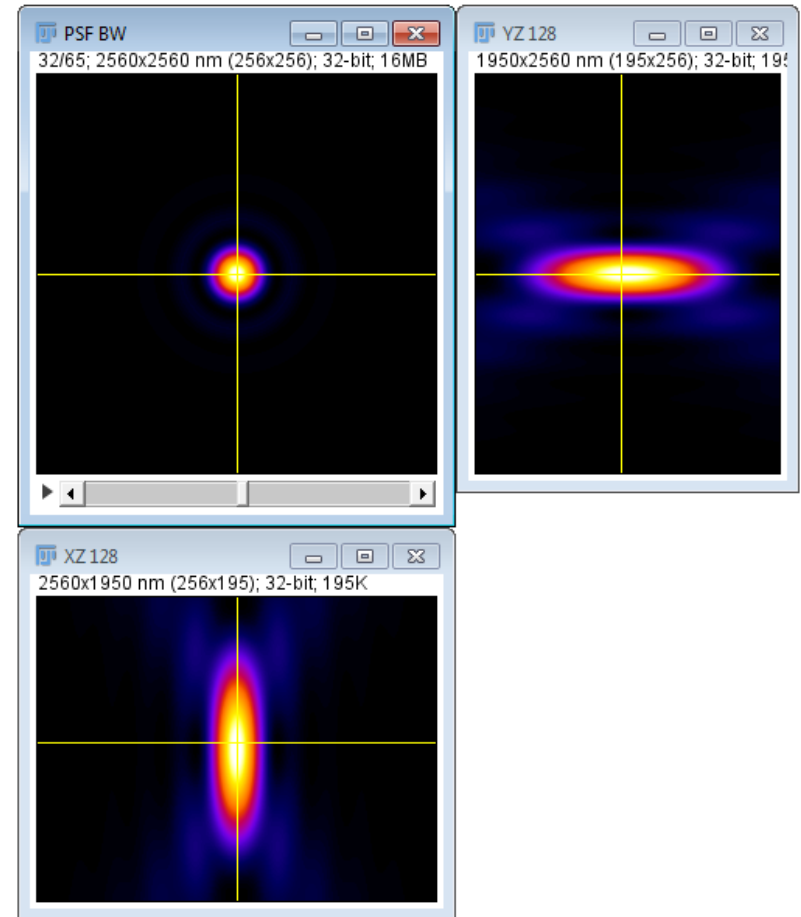 PSF BW
32/65; 2560x2560 nm (256x256); 32-bit; 16MB
YZ 128
1950x2560 nm (195x256); 32-bit; 195
XZ 128
2560x1950 nm (256x195); 32-bit; 195K